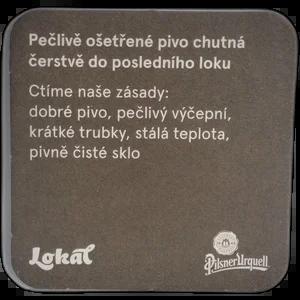 Pečlivě ošetřené pivo chutná
čerstvě do posledního loku
Ctíme naše zásady:
dobré pivo, pečlivý výčepní,
krátké trubky, stálá teplota,
pivně čisté sklo
Lokál
Pilsner Urquell